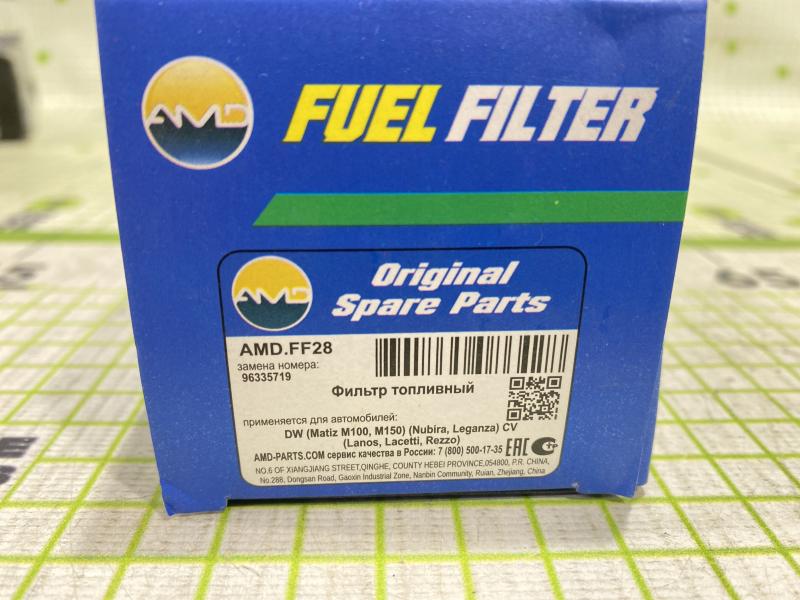 AMD
FUEL FILTER
AMD
Original
Spare Parts
AMD.FF28
замена номера:
96335719
Фильтр топливный
применяется для автомобилей:
DW (Matiz M100, M150) (Nubira, Leganza) CV
(Lanos, Lacetti, Rezzo)
AMD-PARTS.COM сервис качества в России: 7 (800) 500-17-35
EAC
NO.6 OF XIANGJIANG STREET,QINGHE, COUNTY HEBEI PROVINCE,054800, P.R. CHINA,
No.288, Dongsan Road, Gaoxin Industrial Zone, Nanbin Community, Ruian, Zhejiang, China